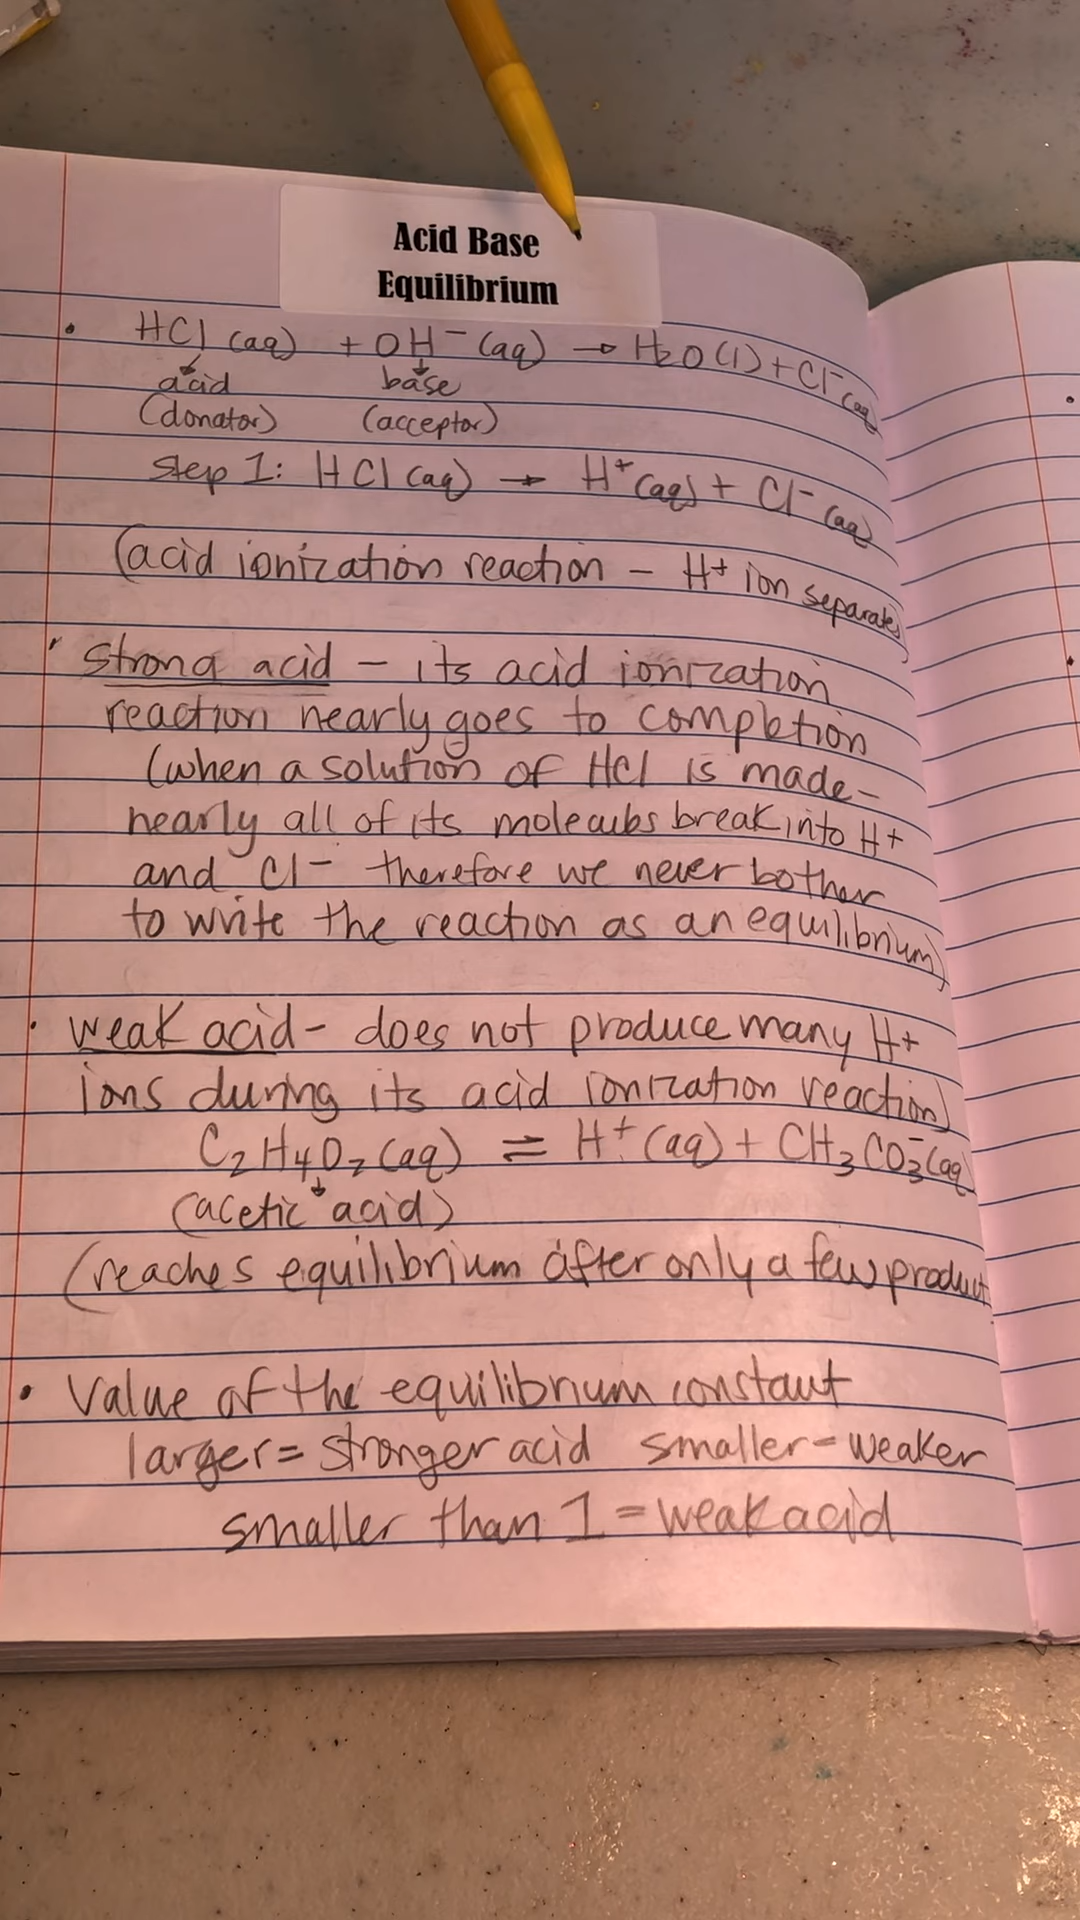 Acid Base
Equilibrium
• HCl (aq) + OH⁻ (aq) → H₂O (l) + Cl⁻ (aq)
acid base
(donator) (acceptor)
step 1: HCl (aq) → H⁺ (aq) + Cl⁻ (aq)
(acid ionization reaction – H+ ion separates
• strong acid – its acid ionization
reaction nearly goes to completion
(when a solution of HCl is made –
nearly all of its molecules break into H+
and Cl– therefore we never bother
to write the reaction as an equilibrium)
• weak acid – does not produce many H+
ions during its acid ionization reaction)
C₂H₄O₂ (aq) ⇌ H⁺ (aq) + CH₃CO₃⁻ (aq)
(acetic acid)
(reaches equilibrium after only a few product
• Value of the equilibrium constant
larger = stronger acid smaller = weaker
smaller than 1 = weak acid